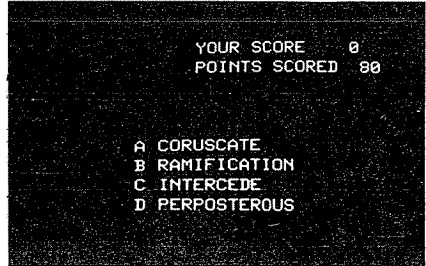 YOUR SCORE 0
POINTS SCORED 80
A CORUSCATE
B RAMIFICATION
C INTERCEDE
D PERPOSTEROUS